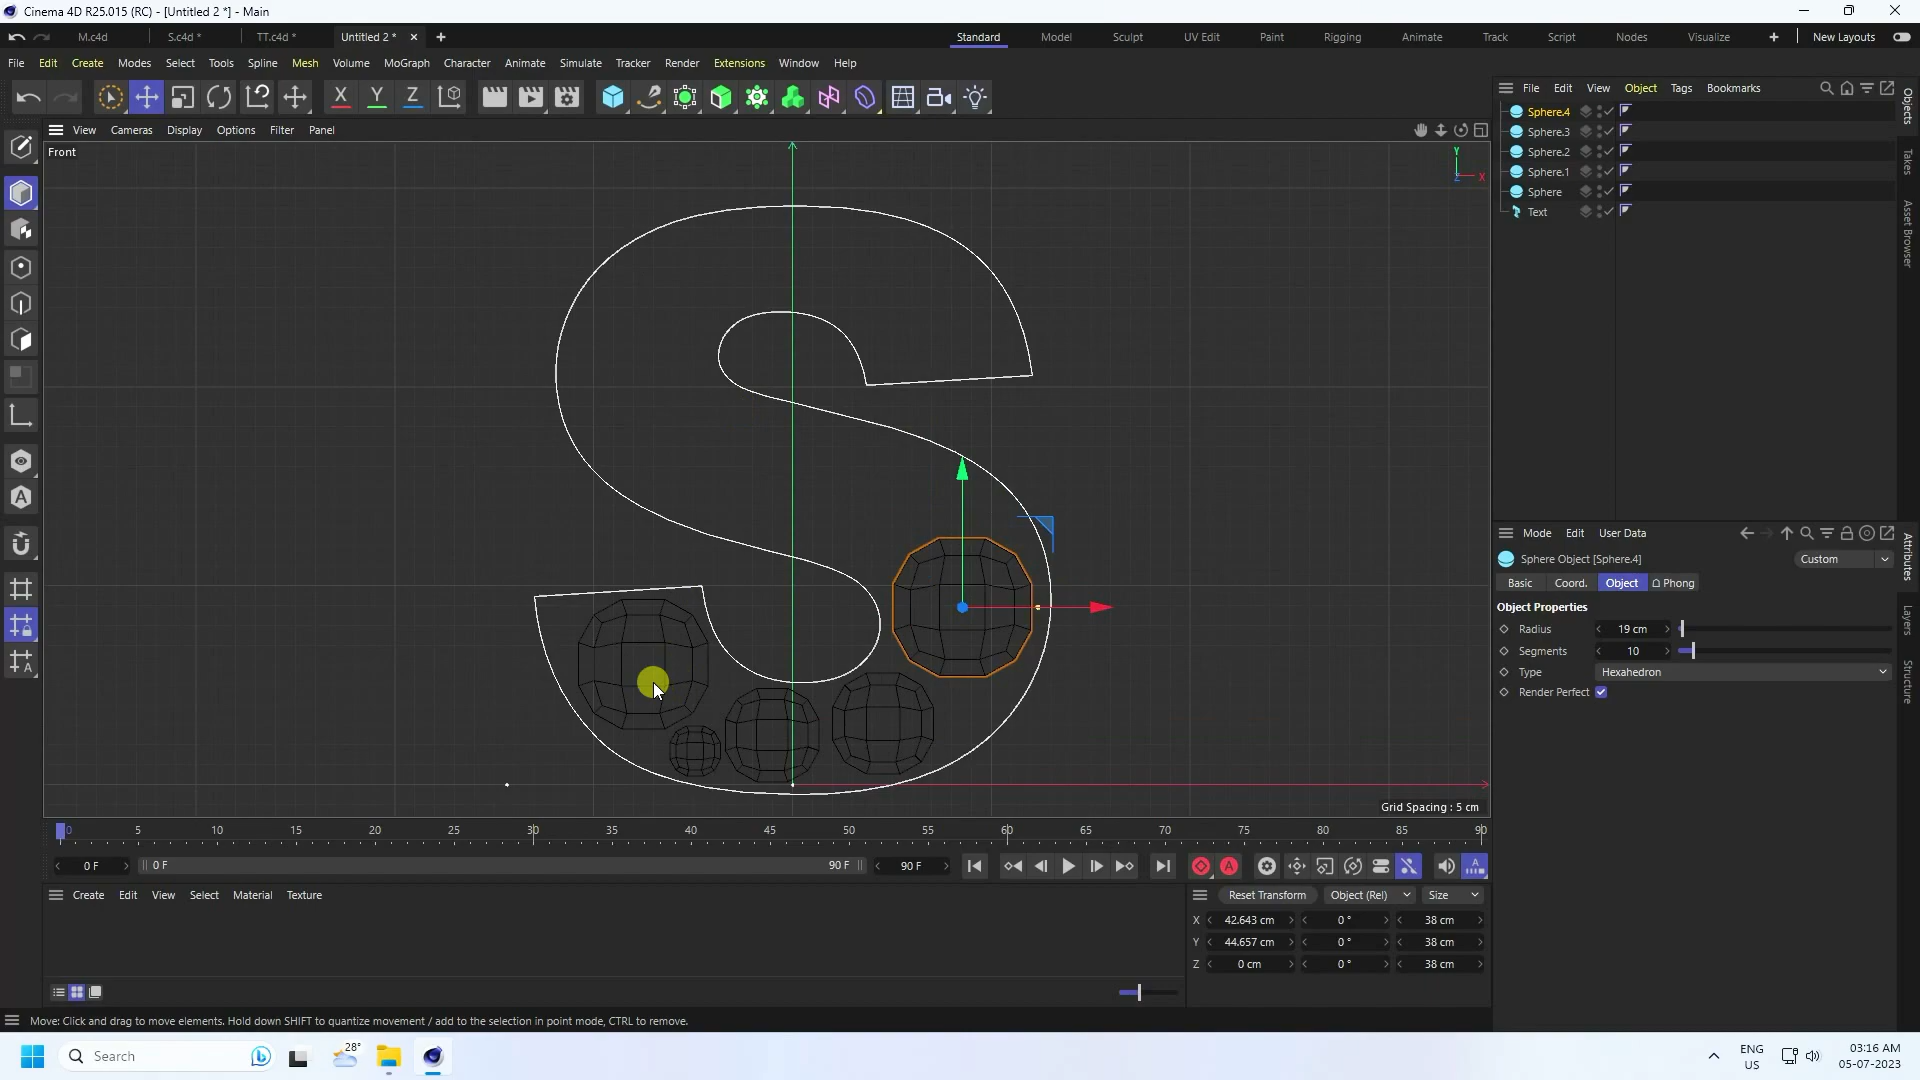 Cinema 4D R25.015 (RC) - [Untitled 2 *] - Main
M.c4d S.c4d * TT.c4d * Untitled 2 * Standard Model Sculpt UV Edit Paint Rigging Animate Track Script Nodes Visualize New Layouts
File Edit Create Modes Select Tools Spline Mesh Volume MoGraph Character Animate Simulate Tracker Render Extensions Window Help
X Y Z
File Edit View Object Tags Bookmarks
View Cameras Display Options Filter Panel
Front
Y
X
Z
Sphere.4
Sphere.3
Sphere.2
Sphere.1
Sphere
Text
Objects
Takes
Asset Browser
Mode Edit User Data
Sphere Object [Sphere.4] Custom
Basic Coord. Object Phong
Object Properties
Radius 19 cm
Segments 10
Type Hexahedron
Render Perfect
Attributes
Layers
Structure
Grid Spacing : 5 cm
0 5 10 15 20 25 30 35 40 45 50 55 60 65 70 75 80 85 90
0 F 0 F 90 F 90 F
Create Edit View Select Material Texture
Reset Transform Object (Rel) Size
X 42.643 cm 0 ° 38 cm
Y 44.657 cm 0 ° 38 cm
Z 0 cm 0 ° 38 cm
Move: Click and drag to move elements. Hold down SHIFT to quantize movement / add to the selection in point mode, CTRL to remove.
Search
28°
ENG
US
03:16 AM
05-07-2023